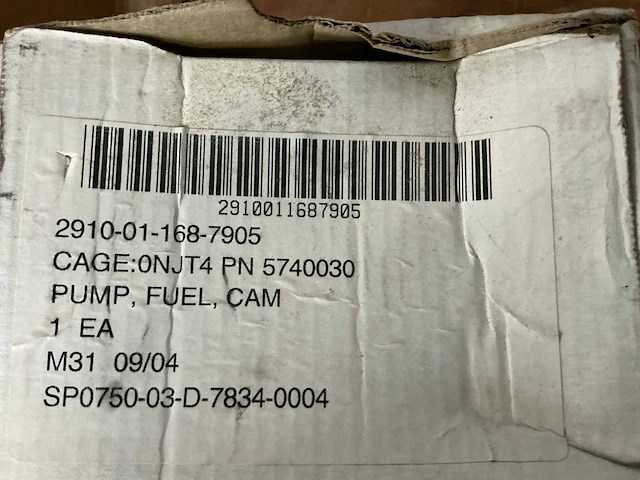 2910011687905
2910-01-168-7905
CAGE:0NJT4 PN 5740030
PUMP, FUEL, CAM
1 EA
M31 09/04
SP0750-03-D-7834-0004